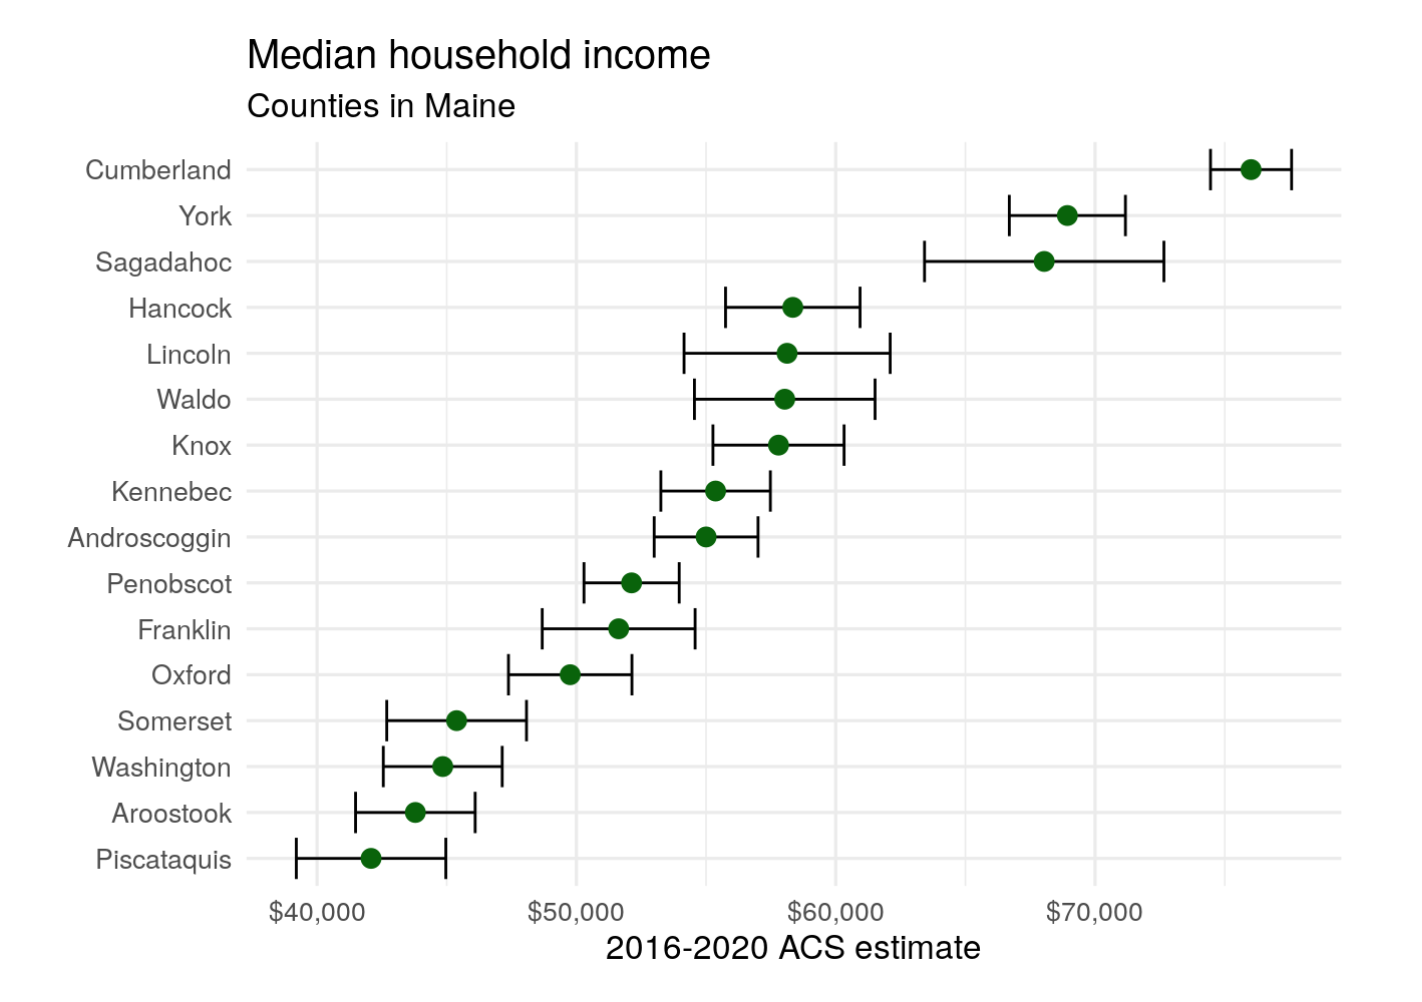 Median household income
Counties in Maine
Cumberland
York
Sagadahoc
Hancock
Lincoln
Waldo
Knox
Kennebec
Androscoggin
Penobscot
Franklin
Oxford
Somerset
Washington
Aroostook
Piscataquis
$40,000 $50,000 $60,000 $70,000
2016-2020 ACS estimate